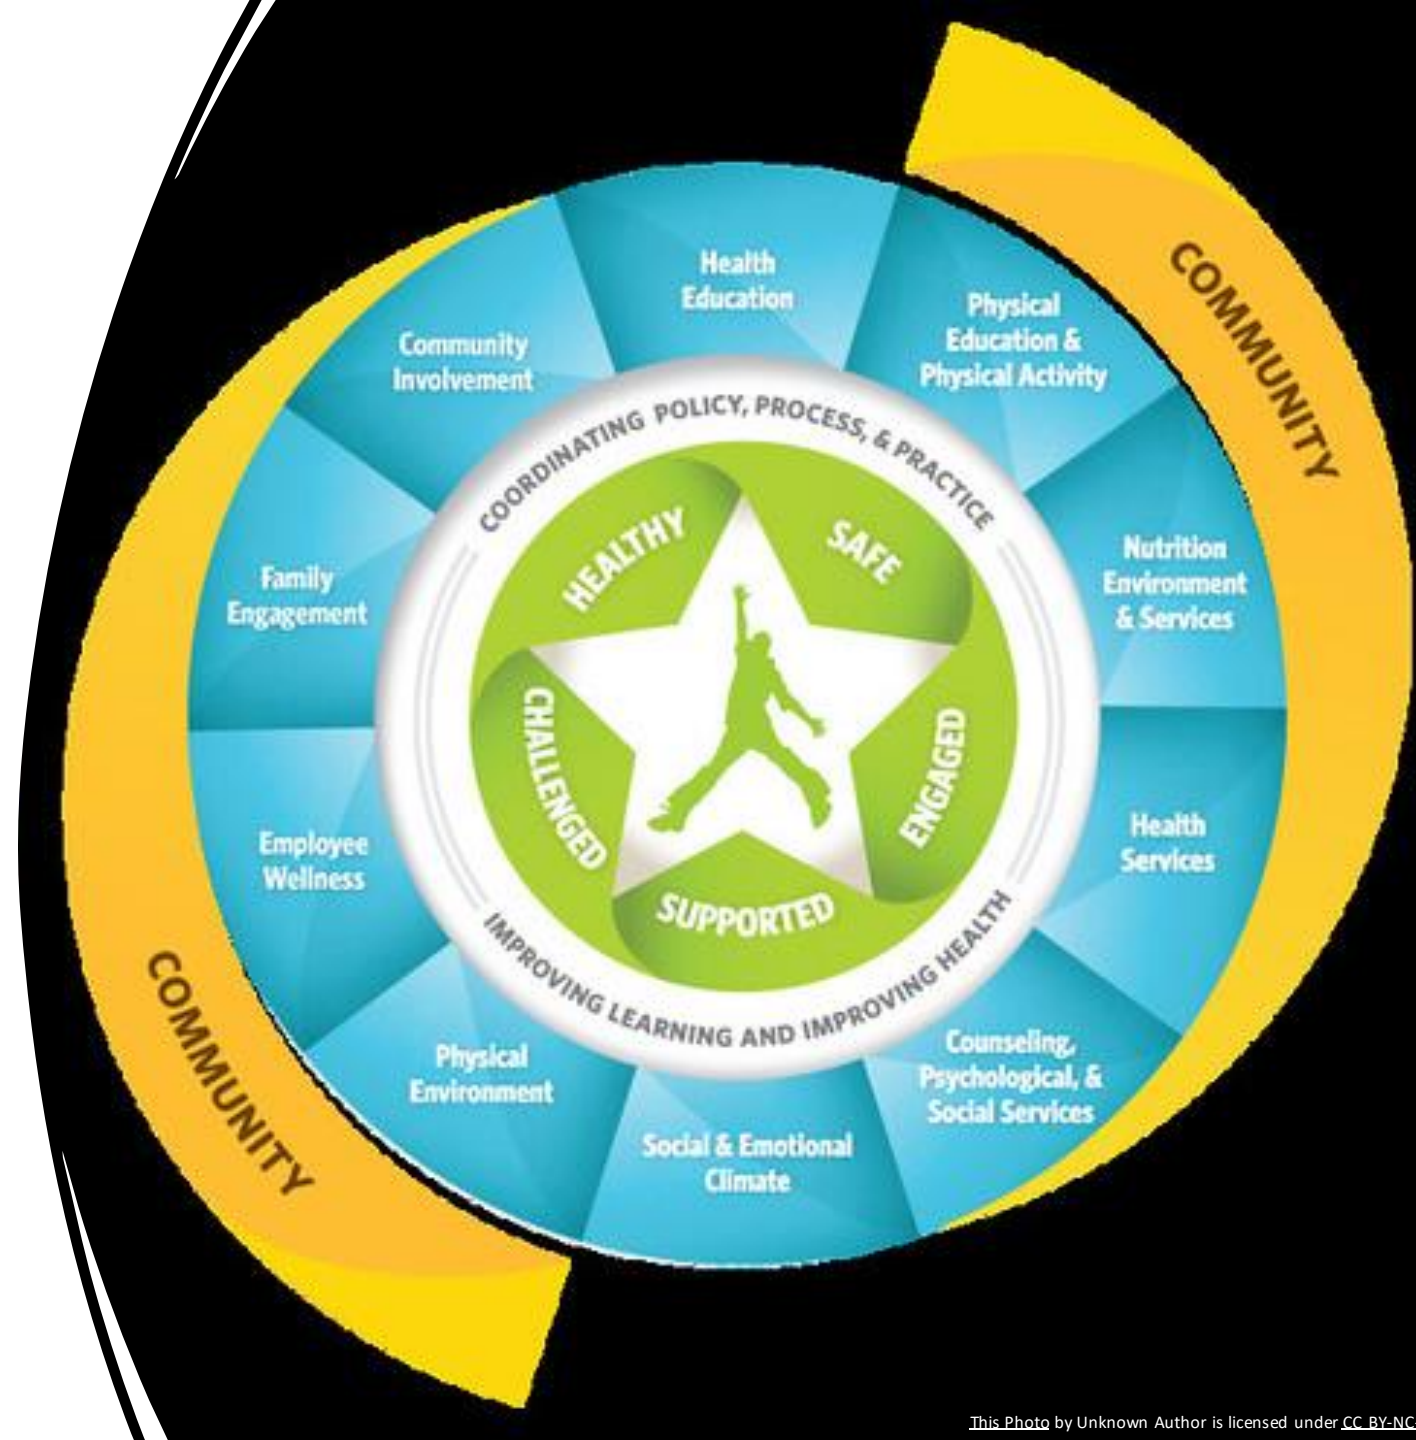 COMMUNITY
Health
Education
Physical
Education &
Physical Activity
Nutrition
Environment
& Services
Health
Services
Counseling,
Psychological, &
Social Services
Social & Emotional
Climate
Physical
Environment
Employee
Wellness
Family
Engagement
Community
Involvement
COORDINATING POLICY, PROCESS, & PRACTICE
IMPROVING LEARNING AND IMPROVING HEALTH
HEALTHY
SAFE
ENGAGED
SUPPORTED
CHALLENGED
COMMUNITY
This Photo by Unknown Author is licensed under CC BY-NC-